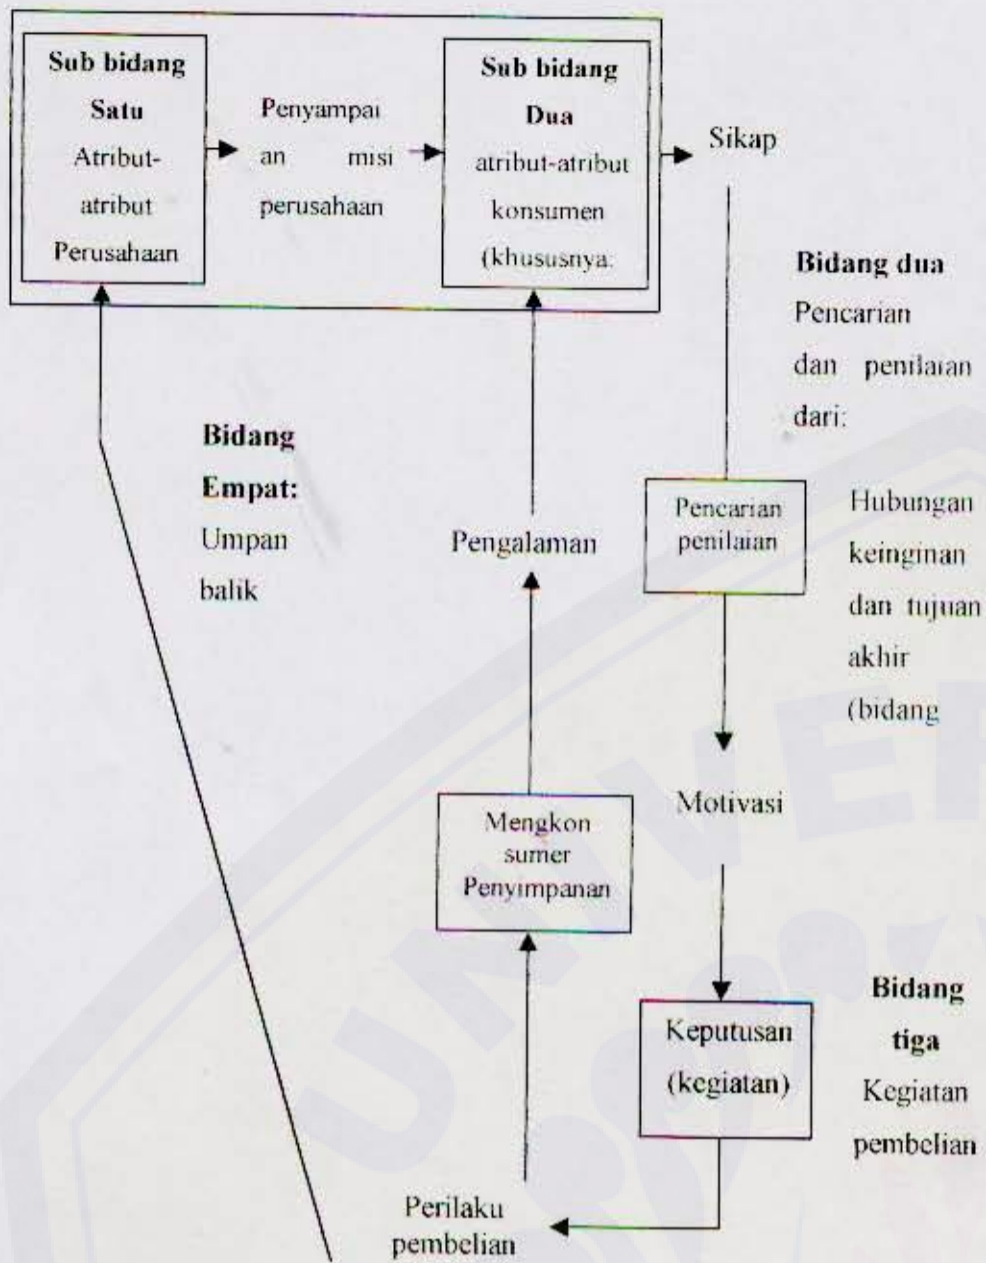 Sub bidang
Satu
Atribut-
atribut
Perusahaan
Penyampai
an misi
perusahaan
Sub bidang
Dua
atribut-atribut
konsumen
(khususnya:
Sikap
Bidang dua
Pencarian
dan penilaian
dari:
Pencarian
penilaian
Hubungan
keinginan
dan tujuan
akhir
(bidang
Motivasi
Bidang
tiga
Kegiatan
pembelian
Keputusan
(kegiatan)
Perilaku
pembelian
Mengkon
sumer
Penyimpanan
Pengalaman
Bidang
Empat:
Umpan
balik
UNIVER